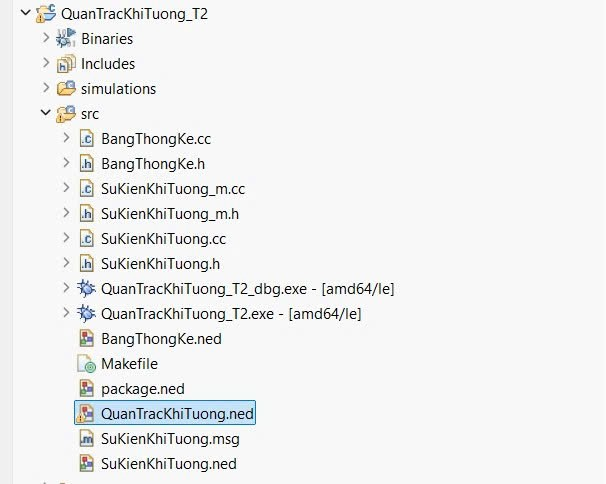 QuanTracKhiTuong_T2
Binaries
Includes
simulations
src
BangThongKe.cc
BangThongKe.h
SuKienKhiTuong_m.cc
SuKienKhiTuong_m.h
SuKienKhiTuong.cc
SuKienKhiTuong.h
QuanTracKhiTuong_T2_dbg.exe - [amd64/le]
QuanTracKhiTuong_T2.exe - [amd64/le]
BangThongKe.ned
Makefile
package.ned
QuanTracKhiTuong.ned
SuKienKhiTuong.msg
SuKienKhiTuong.ned